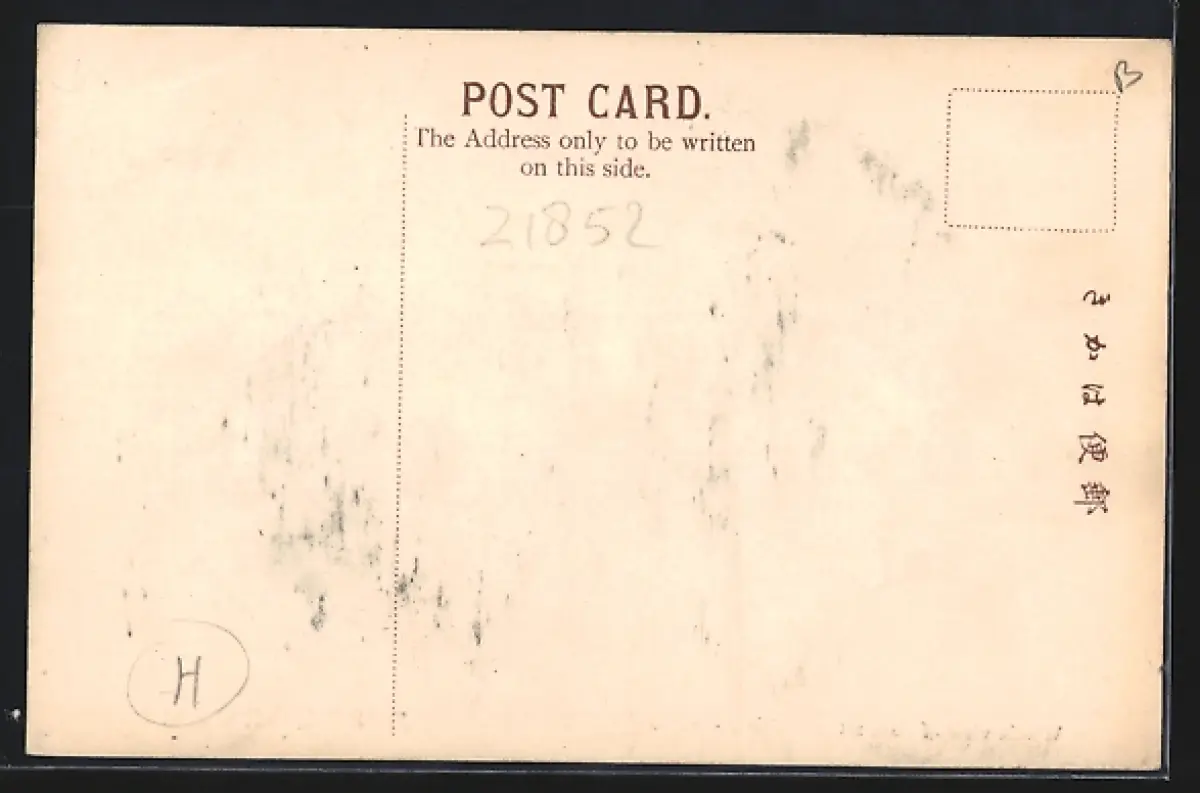 POST CARD.
The Address only to be written
on this side.
21852
B
郵便はかき
H